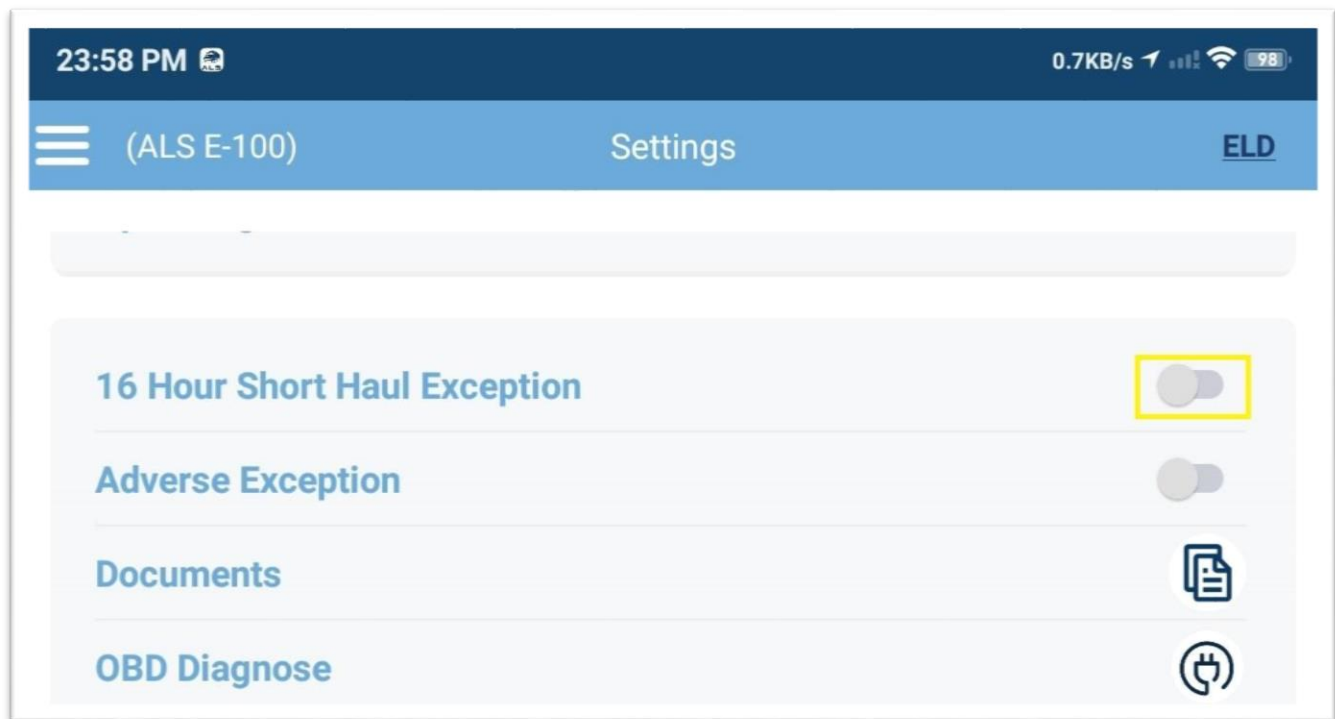 23:58 PM
0.7KB/s 98
(ALS E-100) Settings ELD
16 Hour Short Haul Exception
Adverse Exception
Documents
OBD Diagnose